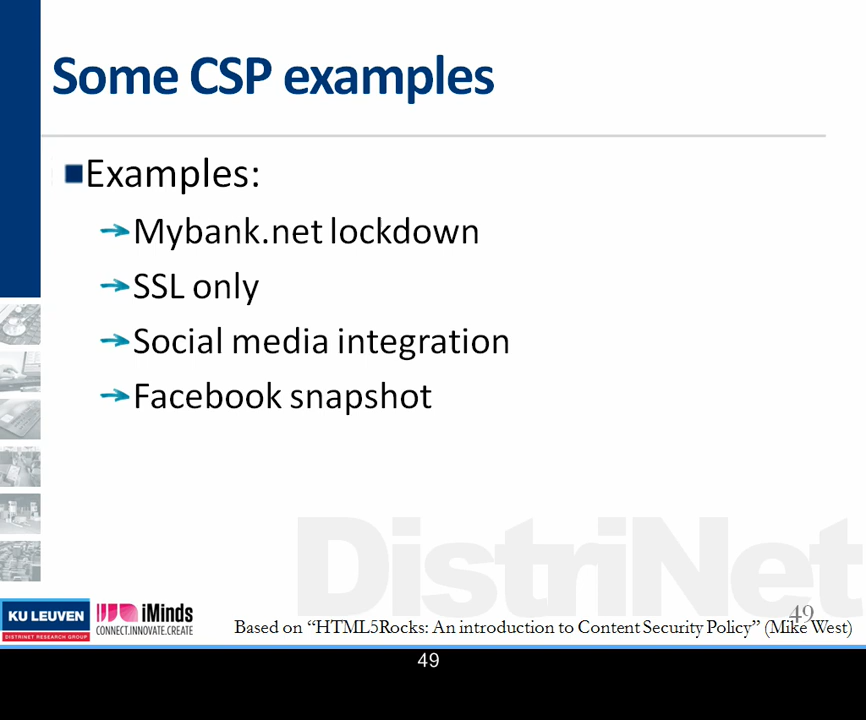 Some CSP examples
Examples:
Mybank.net lockdown
SSL only
Social media integration
Facebook snapshot
DistriNet
KU LEUVEN
DISTRINET RESEARCH GROUP
iMinds
CONNECT.INNOVATE.CREATE
49
Based on “HTML5Rocks: An introduction to Content Security Policy” (Mike West)
49